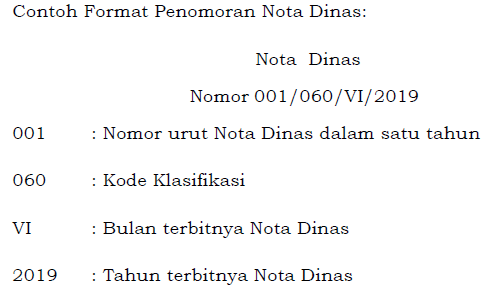 Contoh Format Penomoran Nota Dinas:
Nota Dinas
Nomor 001/060/VI/2019
001 : Nomor urut Nota Dinas dalam satu tahun
060 : Kode Klasifikasi
VI : Bulan terbitnya Nota Dinas
2019 : Tahun terbitnya Nota Dinas